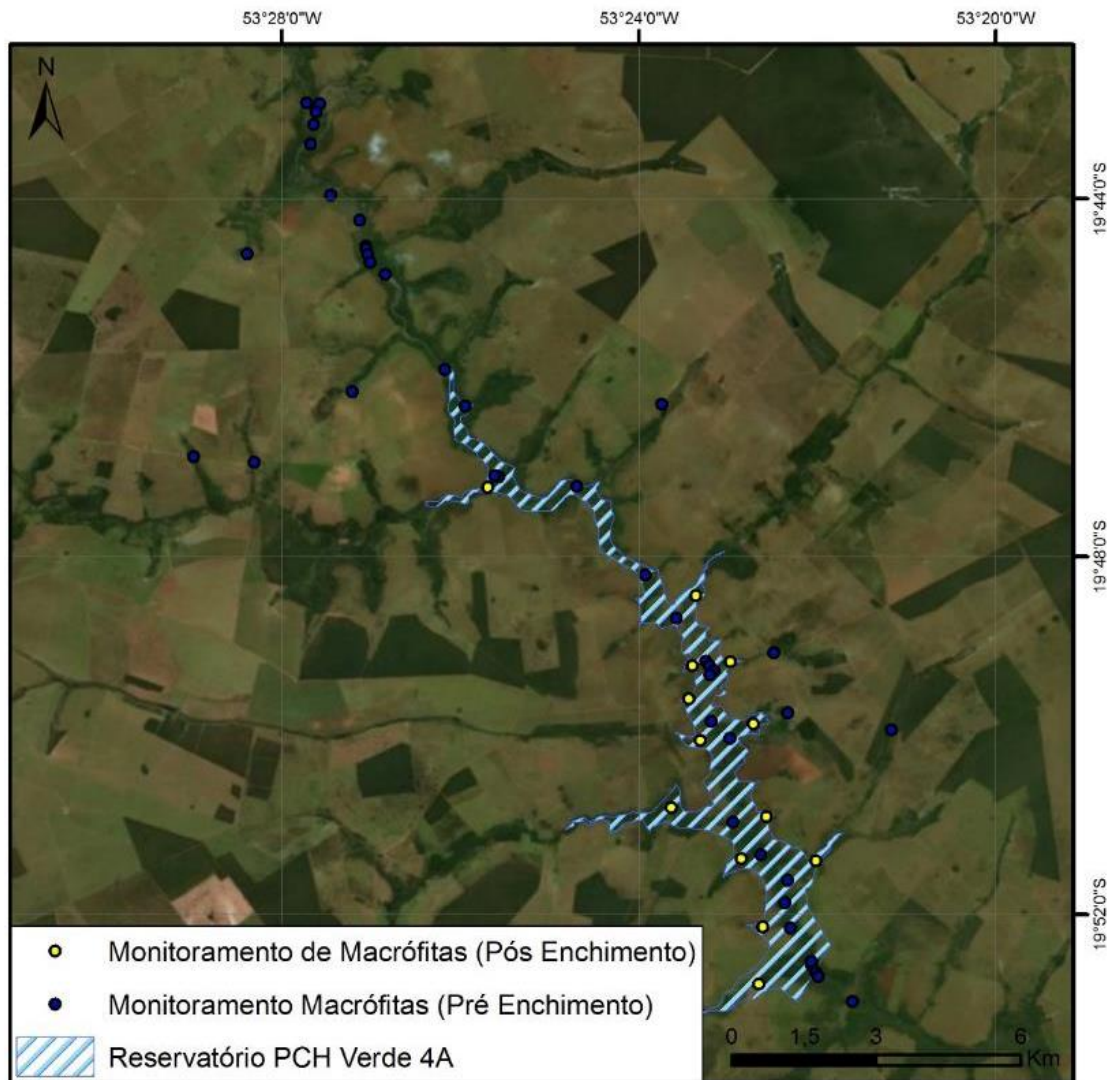 53°28'0"W 53°24'0"W 53°20'0"W
N
19°44'0"S
19°48'0"S
19°52'0"S
Monitoramento de Macrófitas (Pós Enchimento)
Monitoramento Macrófitas (Pré Enchimento)
Reservatório PCH Verde 4A
0 1,5 3 6
Km